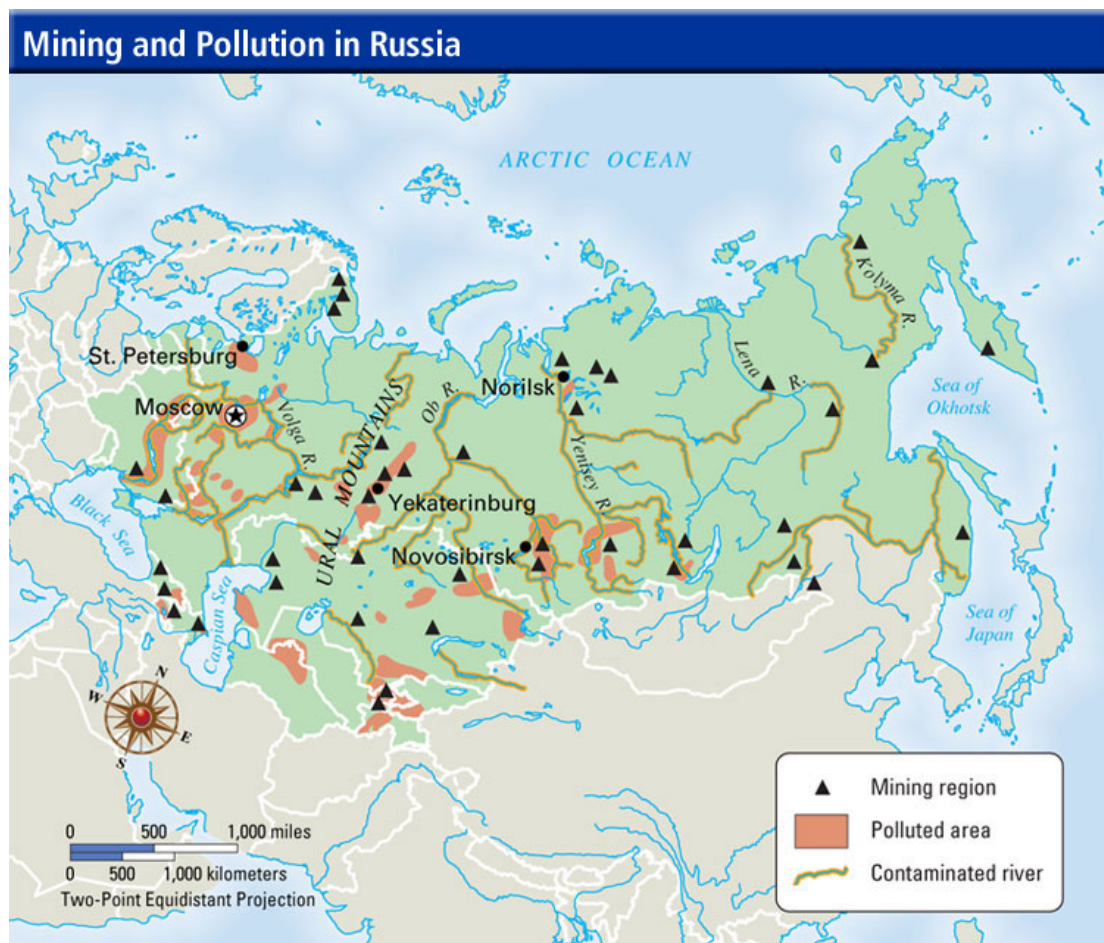 Mining and Pollution in Russia
ARCTIC OCEAN
Kolyma R.
St. Petersburg
Lena R.
Norilsk
Sea of
Okhotsk
Moscow
Ob R.
Volga R.
URAL MOUNTAINS
Yenisey R.
Yekaterinburg
Black Sea
Novosibirsk
Caspian Sea
Sea of
Japan
N
W
E
S
Mining region
Polluted area
Contaminated river
0 500 1,000 miles
0 500 1,000 kilometers
Two-Point Equidistant Projection